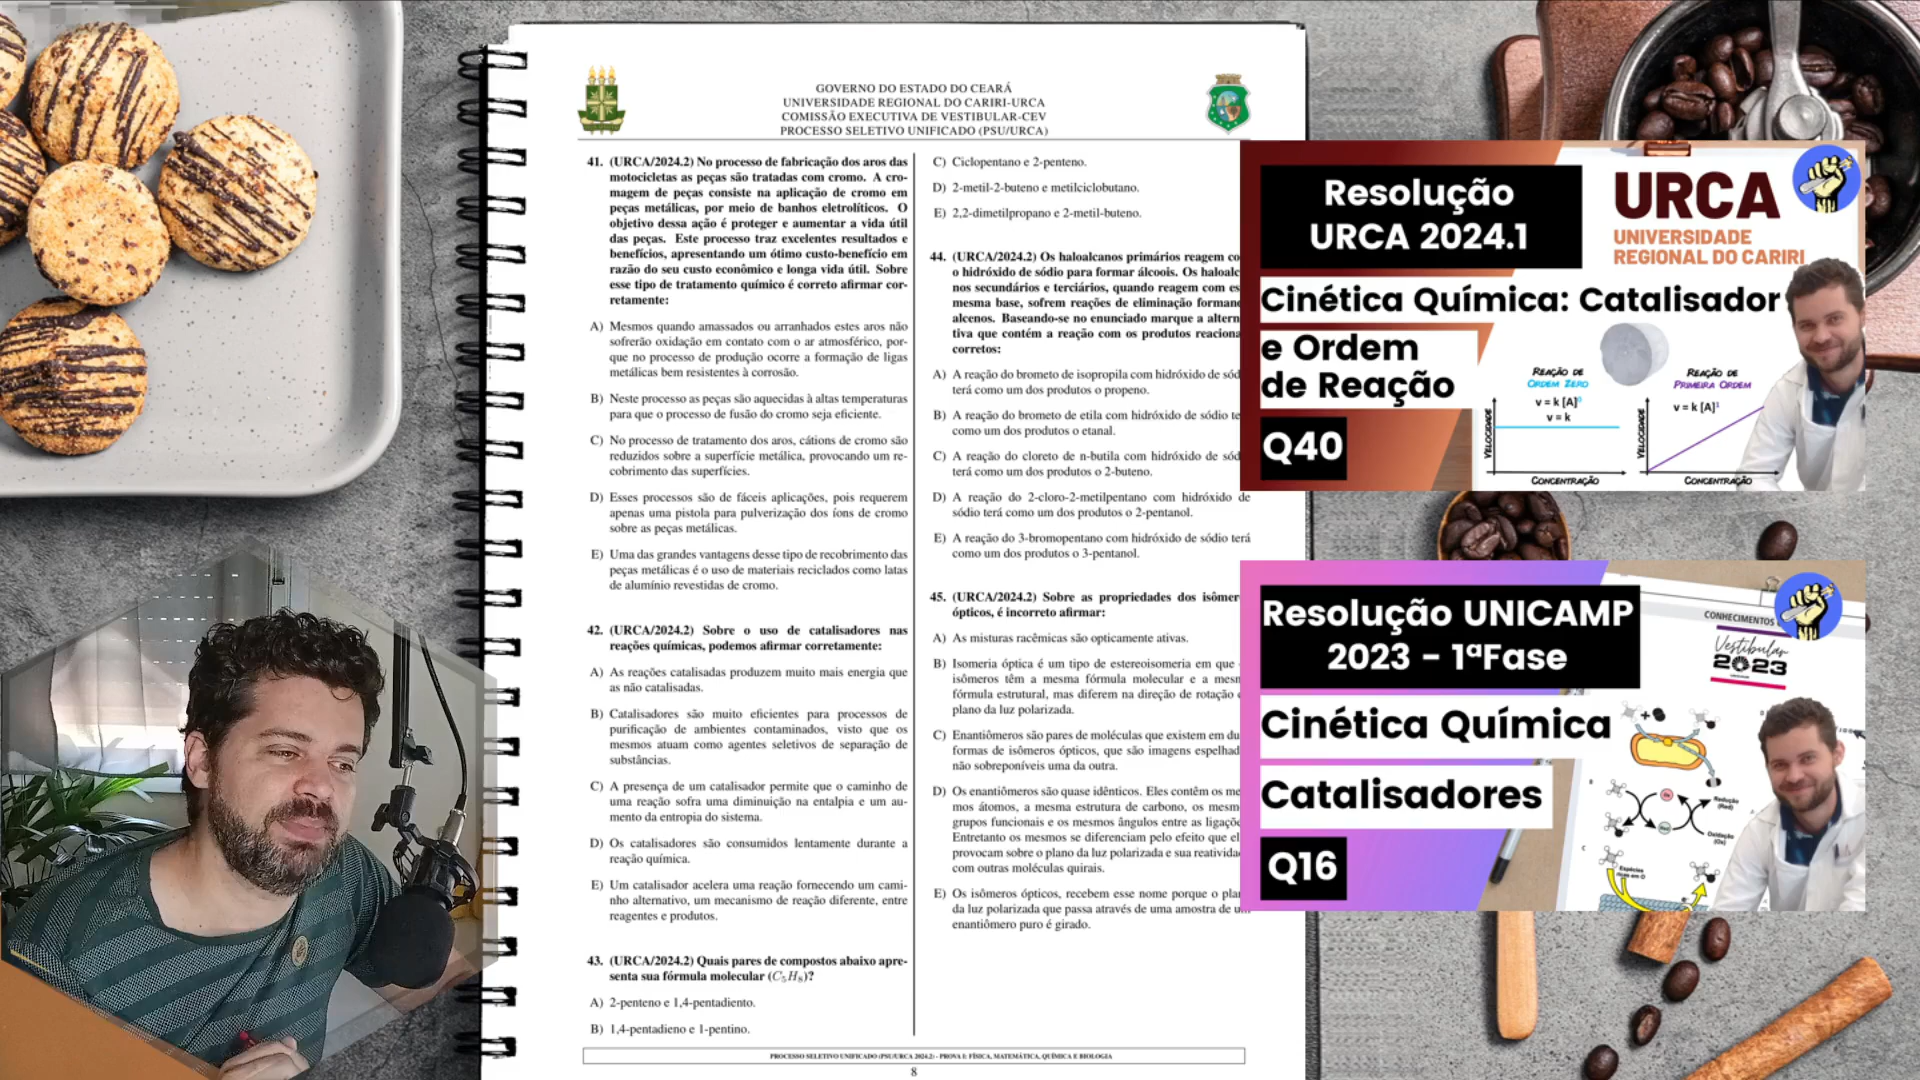 GOVERNO DO ESTADO DO CEARÁ
UNIVERSIDADE REGIONAL DO CARIRI-URCA
COMISSÃO EXECUTIVA DE VESTIBULAR-CEV
PROCESSO SELETIVO UNIFICADO (PSU/URCA)
41. (URCA/2024.2) No processo de fabricação dos aros das
motocicletas as peças são tratadas com cromo. A cro-
magem de peças consiste na aplicação de cromo em
peças metálicas, por meio de banhos eletrolíticos. O
objetivo dessa ação é proteger e aumentar a vida útil
das peças. Este processo traz excelentes resultados e
benefícios, apresentando um ótimo custo-benefício em
razão do seu custo econômico e longa vida útil. Sobre
esse tipo de tratamento químico é correto afirmar cor-
retamente:
A) Mesmos quando amassados ou arranhados estes aros não
sofrerão oxidação em contato com o ar atmosférico, por-
que no processo de produção ocorre a formação de ligas
metálicas bem resistentes à corrosão.
B) Neste processo as peças são aquecidas à altas temperaturas
para que o processo de fusão do cromo seja eficiente.
C) No processo de tratamento dos aros, cátions de cromo são
reduzidos sobre a superfície metálica, provocando um re-
cobrimento das superfícies.
D) Esses processos são de fáceis aplicações, pois requerem
apenas uma pistola para pulverização dos íons de cromo
sobre as peças metálicas.
E) Uma das grandes vantagens desse tipo de recobrimento das
peças metálicas é o uso de materiais reciclados como latas
de alumínio revestidas de cromo.
42. (URCA/2024.2) Sobre o uso de catalisadores nas
reações químicas, podemos afirmar corretamente:
A) As reações catalisadas produzem muito mais energia que
as não catalisadas.
B) Catalisadores são muito eficientes para processos de
purificação de ambientes contaminados, visto que os
mesmos atuam como agentes seletivos de separação de
substâncias.
C) A presença de um catalisador permite que o caminho de
uma reação sofra uma diminuição na entalpia e um au-
mento da entropia do sistema.
D) Os catalisadores são consumidos lentamente durante a
reação química.
E) Um catalisador acelera uma reação fornecendo um cami-
nho alternativo, um mecanismo de reação diferente, entre
reagentes e produtos.
43. (URCA/2024.2) Quais pares de compostos abaixo apre-
senta sua fórmula molecular (C₅H₈)?
A) 2-penteno e 1,4-pentadiento.
B) 1,4-pentadieno e 1-pentino.
C) Ciclopentano e 2-penteno.
D) 2-metil-2-buteno e metilciclobutano.
E) 2,2-dimetilpropano e 2-metil-buteno.
44. (URCA/2024.2) Os haloalcanos primários reagem co
o hidróxido de sódio para formar álcoois. Os haloalc
nos secundários e terciários, quando reagem com es
mesma base, sofrem reações de eliminação forman
alcenos. Baseando-se no enunciado marque a altern
tiva que contém a reação com os produtos reaciona
corretos:
A) A reação do brometo de isopropila com hidróxido de sód
terá como um dos produtos o propeno.
B) A reação do brometo de etila com hidróxido de sódio te
como um dos produtos o etanal.
C) A reação do cloreto de n-butila com hidróxido de sód
terá como um dos produtos o 2-buteno.
D) A reação do 2-cloro-2-metilpentano com hidróxido de
sódio terá como um dos produtos o 2-pentanol.
E) A reação do 3-bromopentano com hidróxido de sódio terá
como um dos produtos o 3-pentanol.
45. (URCA/2024.2) Sobre as propriedades dos isômer
ópticos, é incorreto afirmar:
A) As misturas racêmicas são opticamente ativas.
B) Isomeria óptica é um tipo de estereoisomeria em que
isômeros têm a mesma fórmula molecular e a mesm
fórmula estrutural, mas diferem na direção de rotação
plano da luz polarizada.
C) Enantiômeros são pares de moléculas que existem em du
formas de isômeros ópticos, que são imagens espelhad
não sobreponíveis uma da outra.
D) Os enantiômeros são quase idênticos. Eles contêm os me
mos átomos, a mesma estrutura de carbono, os mesm
grupos funcionais e os mesmos ângulos entre as ligaçõe
Entretanto os mesmos se diferenciam pelo efeito que el
provocam sobre o plano da luz polarizada e sua reativida
com outras moléculas quirais.
E) Os isômeros ópticos, recebem esse nome porque o plan
da luz polarizada que passa através de uma amostra de u
enantiômero puro é girado.
PROCESSO SELETIVO UNIFICADO (PSU/URCA 2024.2) - PROVA I: FÍSICA, MATEMÁTICA, QUÍMICA E BIOLOGIA
8
Resolução
URCA 2024.1
URCA
UNIVERSIDADE
REGIONAL DO CARIRI
Cinética Química: Catalisador
e Ordem
de Reação
Q40
REAÇÃO DE
ORDEM ZERO
v = k [A]⁰
v = k
VELOCIDADE
CONCENTRAÇÃO
REAÇÃO DE
PRIMEIRA ORDEM
v = k [A]¹
VELOCIDADE
CONCENTRAÇÃO
Resolução UNICAMP
2023 - 1ªFase
CONHECIMENTOS
Vestibular
2023
Cinética Química
Catalisadores
Q16
Redução
(Red)
Oxidação
(Ox)
Espécies